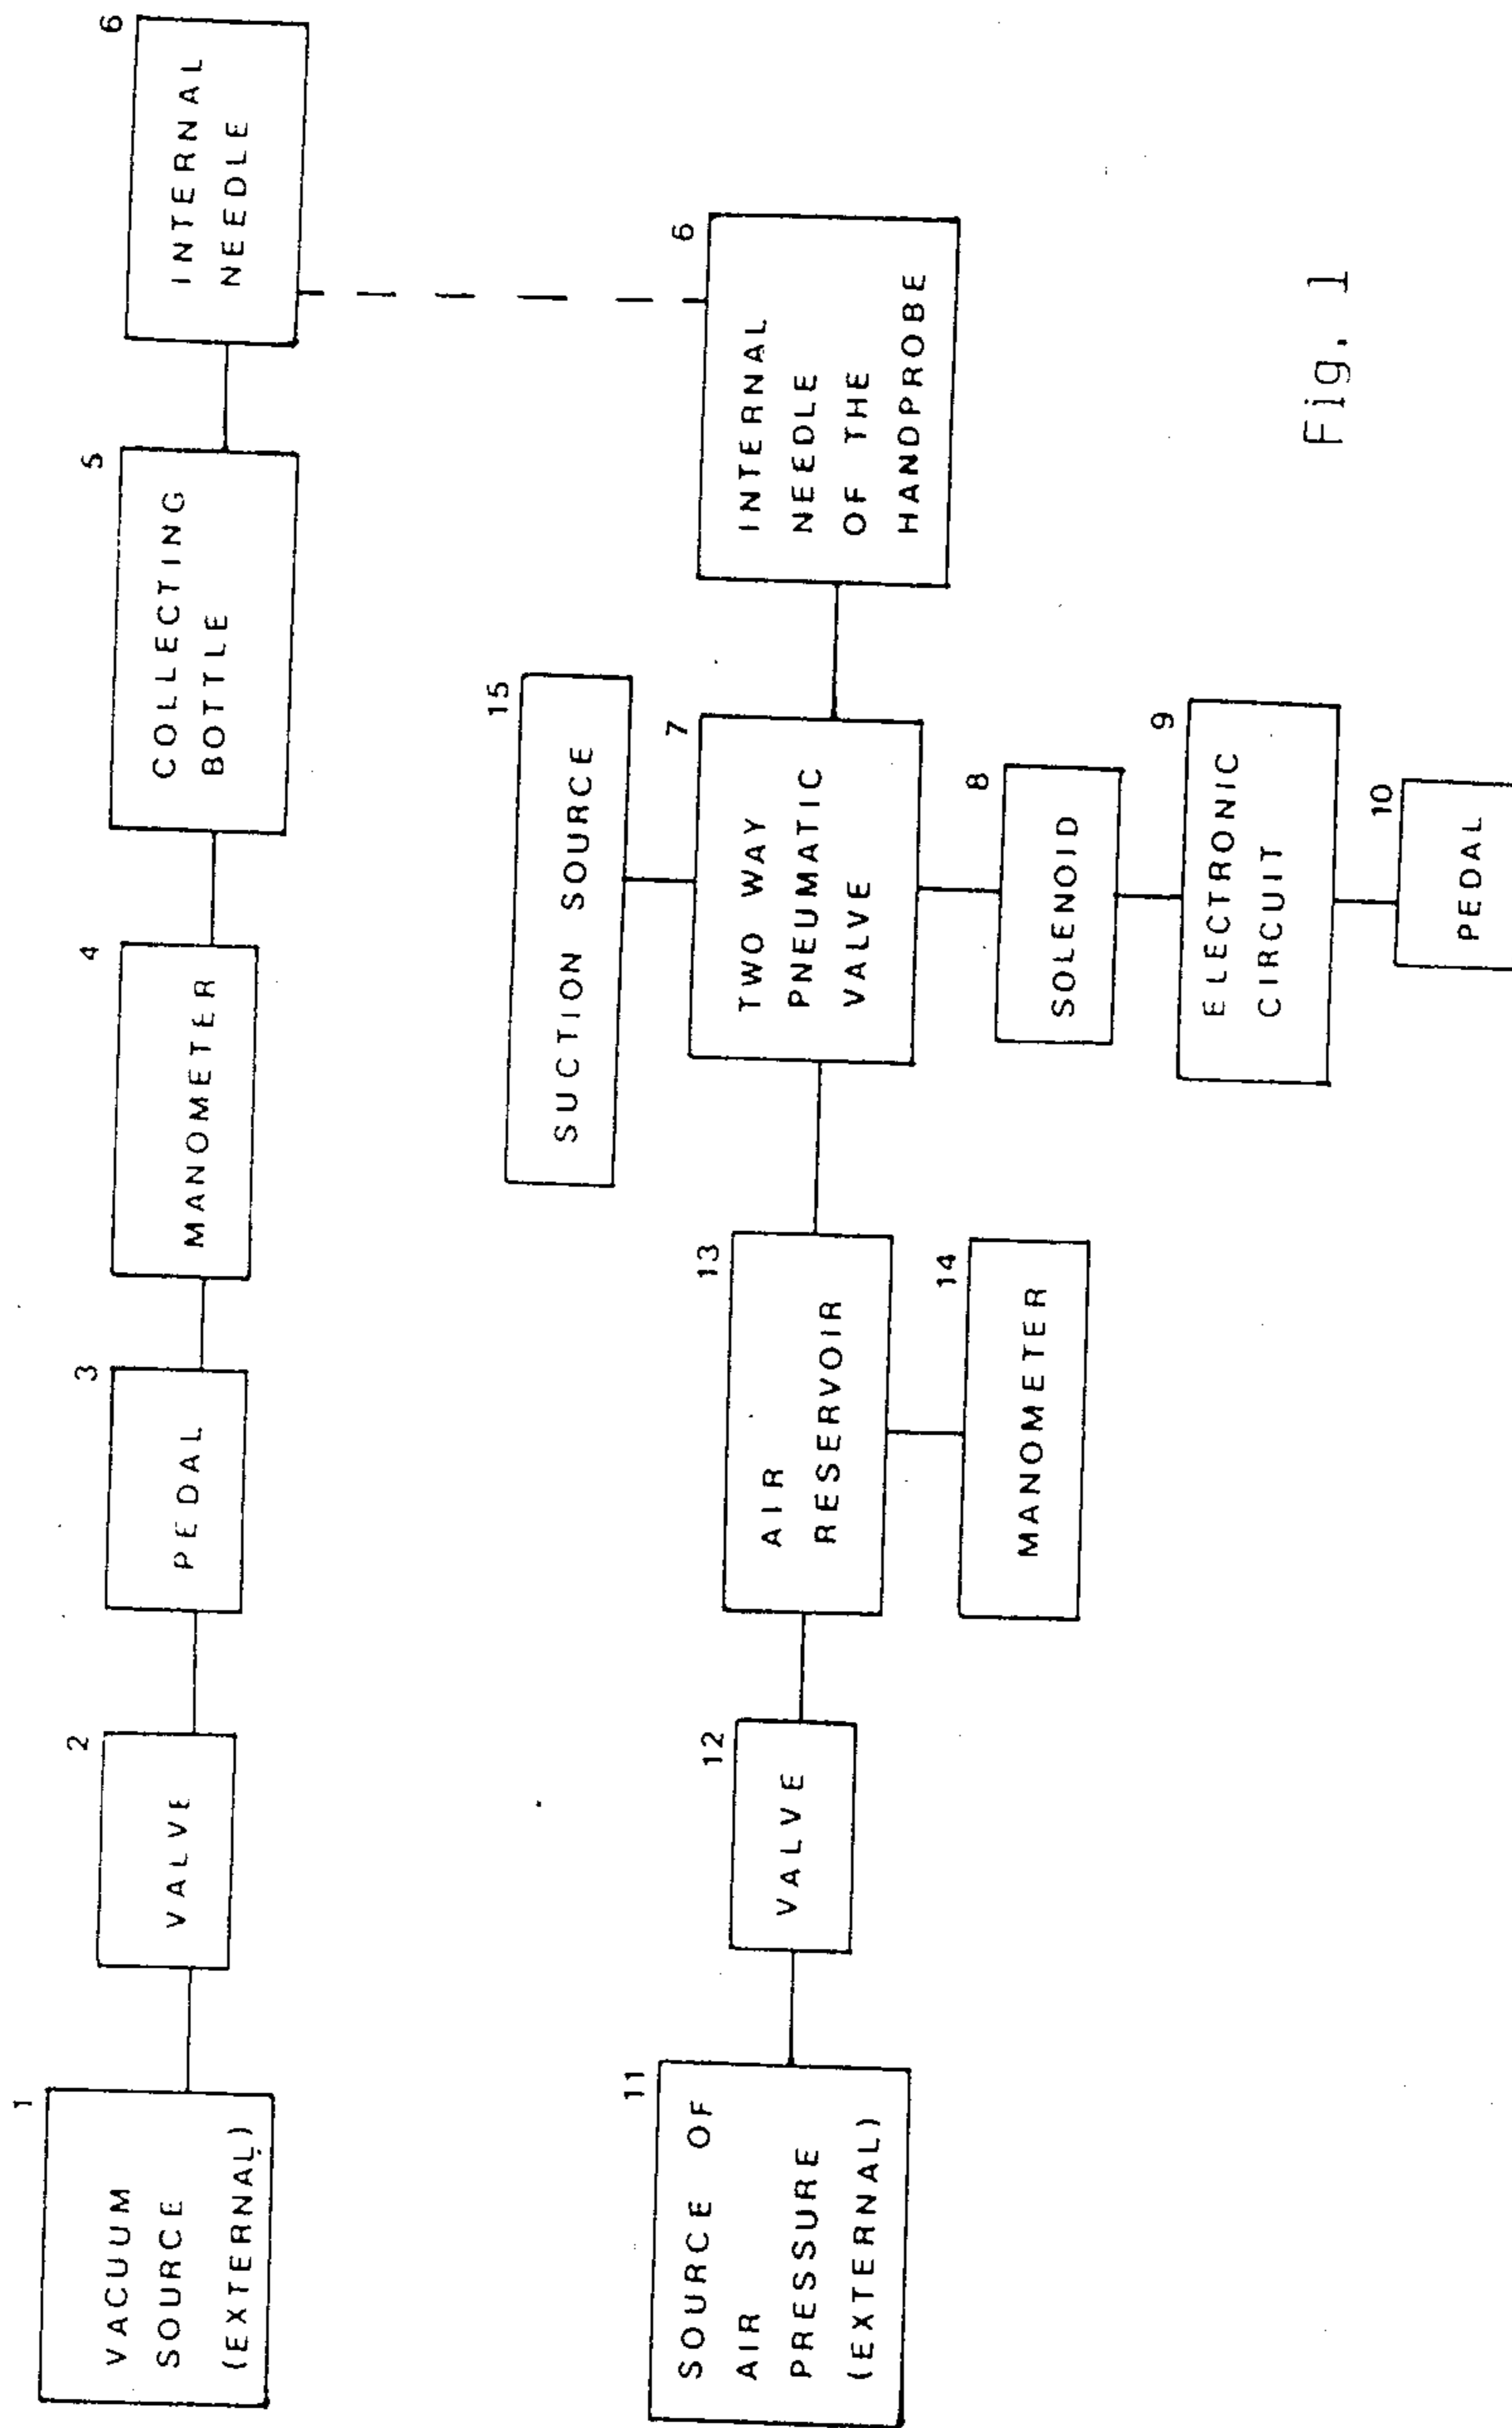 1
VACUUM
SOURCE
(EXTERNAL)
2
VALVE
3
PEDAL
4
MANOMETER
5
COLLECTING
BOTTLE
6
INTERNAL
NEEDLE
11
SOURCE OF
AIR
PRESSURE
(EXTERNAL)
12
VALVE
13
AIR
RESERVOIR
14
MANOMETER
15
SUCTION SOURCE
7
TWO WAY
PNEUMATIC
VALVE
8
SOLENOID
9
ELECTRONIC
CIRCUIT
10
PEDAL
6
INTERNAL
NEEDLE
OF THE
HANDPROBE
Fig. 1